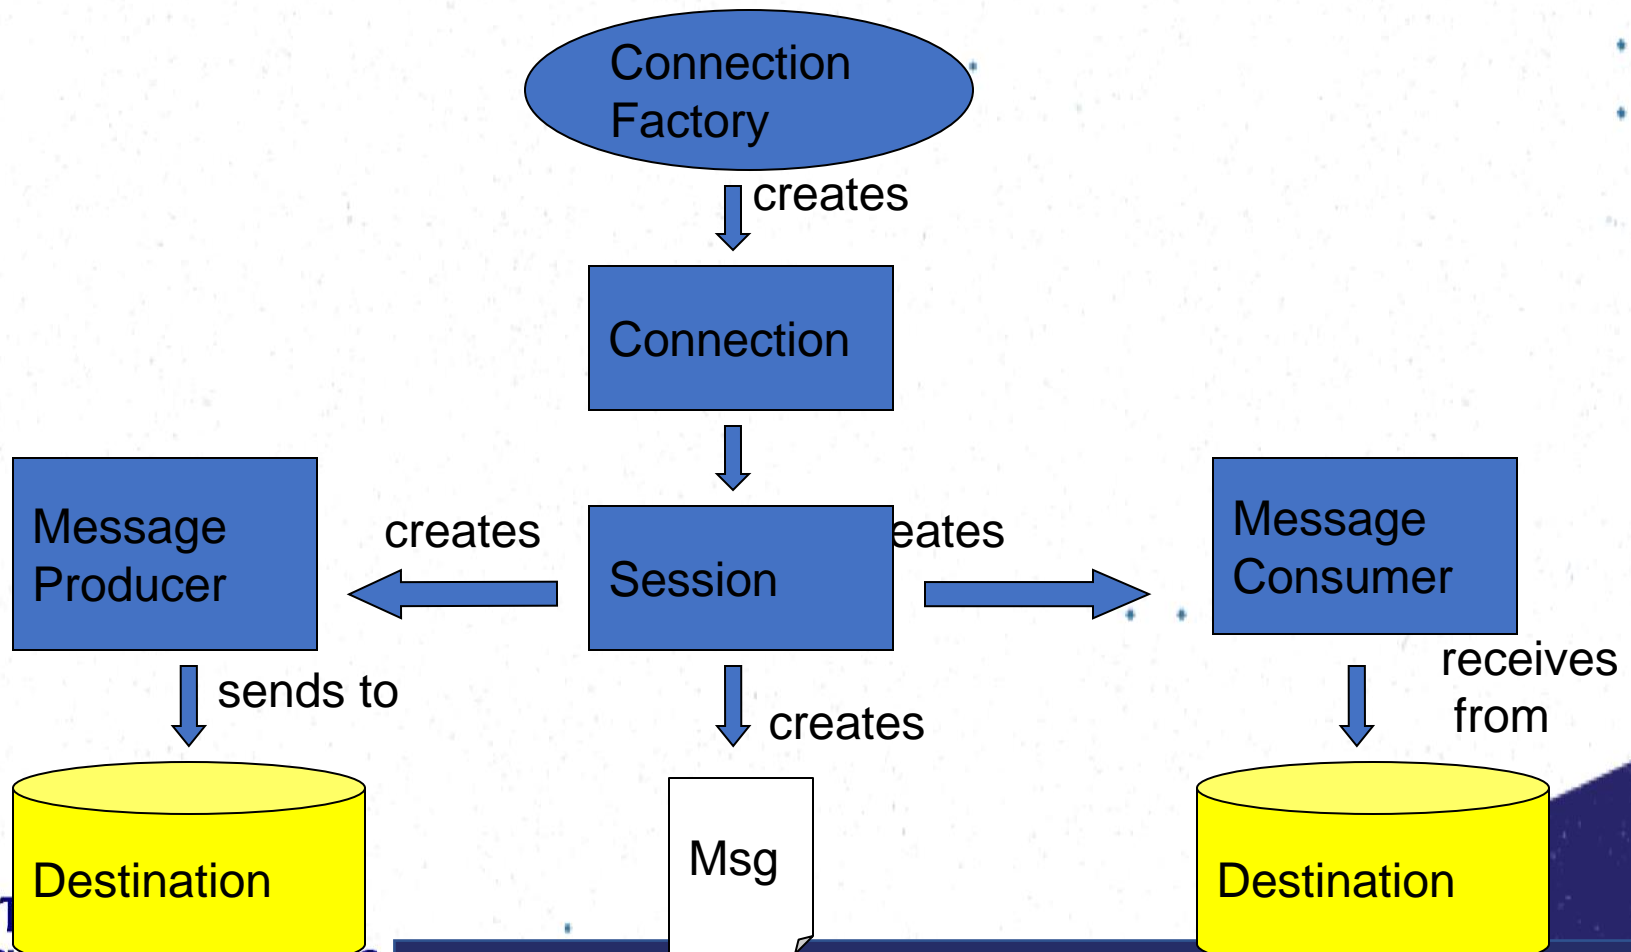 Connection
Factory
creates
Connection
Message
Producer
creates
Session
eates
Message
Consumer
sends to
creates
receives
from
Destination
Msg
Destination